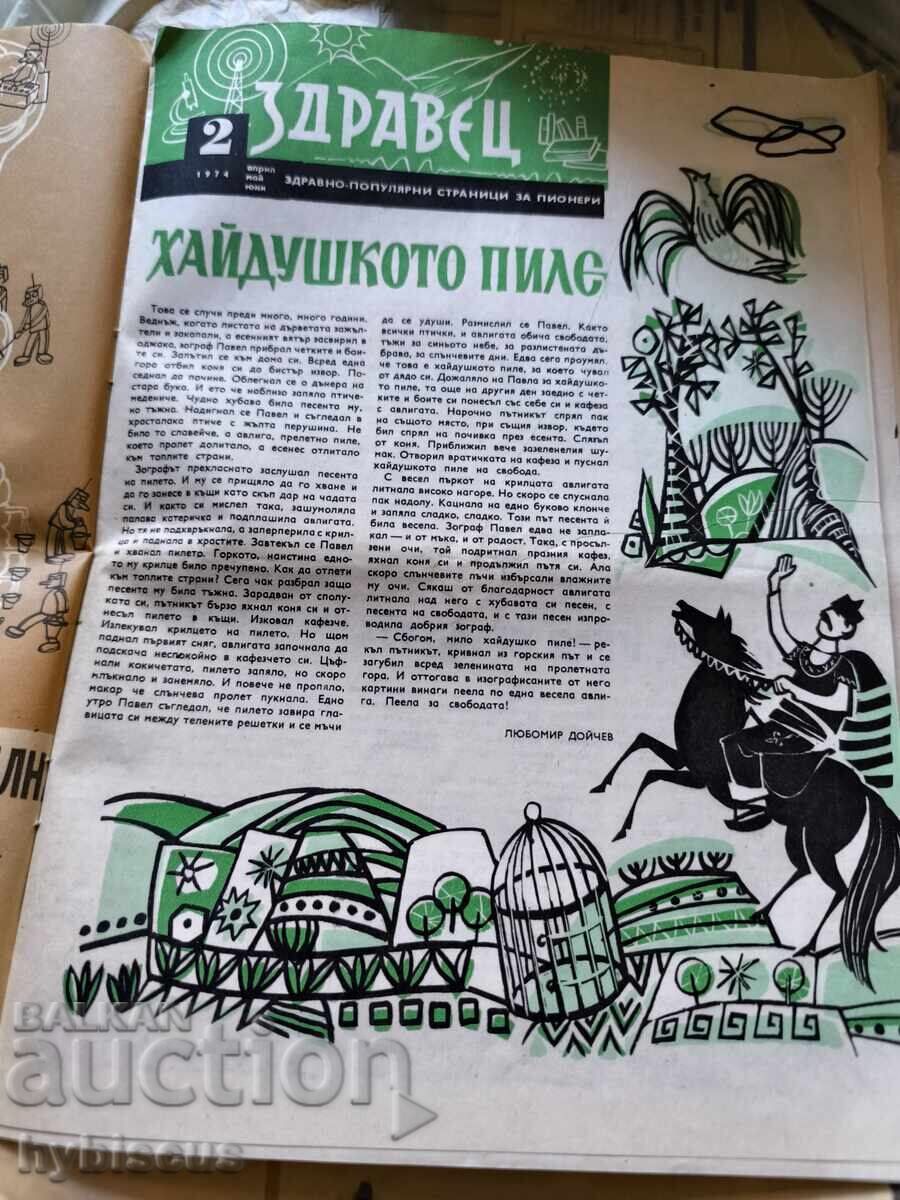 ЗДРАВЕЦ
2
1974
април
май
юни
ЗДРАВНО-ПОПУЛЯРНИ СТРАНИЦИ ЗА ПИОНЕРИ
ХАЙДУШКОТО ПИЛЕ
Това се случи преди много, много години.
Веднъж, когато листата на дърветата зажъл-
тели и закапали, а есенният вятър засвирил в
оджака, зограф Павел прибрал четките и бои-
те си. Запътил се към дома си. Всред една
гора отбил коня си до бистър извор. По-
седнал да почине. Облегнал се о дънера на
стара бука. И ето че наблизо запяло птиче-
медениче. Чудно хубава била песента му,
но тъжна. Надигнал се Павел и съгледал в
храсталака птиче с жълта перушина. Не
било то славейче, а авлига, прелетно пиле,
което пролет долитало, а есенес отлитало
към топлите страни.
Зографът прехласнато заслушал песента
на пилето. И му се прищяло да го хване и
да го занесе в къщи като скъп дар на чадата
си. И както си мислел така, зашумоляла
палава катеричка и подплашила авлигата.
Но тя не подхвръкнала, а заперперила с крил-
ца и паднала в храстите. Завтекъл се Павел
и хванал пилето. Горкото, наистина едно-
то му крилце било пречупено. Как да отлети
към топлите страни? Сега чак разбрал защо
песента му била тъжна. Зарадван от сполу-
ката си, пътникът бързо яхнал коня си и от-
несъл пилето в къщи. Изковал кафезче.
Излекувал крилцето на пилето. Но щом
паднал първият сняг, авлигата започнала да
подскача неспокойно в кафезчето си. Цъф-
нали кокичетата, пилето запяло, но скоро
млъкнало и занемяло. И повече не пропяло,
макар че слънчева пролет пукнала. Едно
утро Павел съгледал, че пилето завира гла-
вицата си между телените решетки и се мъчи
да се удуши. Размислил се Павел. Както
всички птички, и авлигата обича свободата,
тъжи за синьото небе, за разлистената дъ-
брава, за слънчевите дни. Едва сега проумял,
че това е хайдушкото пиле, за което чувал
от дядо си. Дожаляло на Павла за хайдушко-
то пиле, та още на другия ден заедно с чет-
ките и боите си понесъл със себе си и кафеза
с авлигата. Нарочно пътникът спрял пак
на същото място, при същия извор, където
бил спрял на почивка през есента. Слязъл
от коня. Приближил вече зазеленелия шу-
мак. Отворил вратичката на кафеза и пуснал
хайдушкото пиле на свобода.
С весел пъркот на крилцата авлигата
литнала високо нагоре. Но скоро се спуснала
пак надолу. Кацнала на едно буково клонче
и запяла сладко, сладко. Този път песента ѝ
била весела. Зограф Павел едва не запла-
кал — и от мъка, и от радост. Така, с просъл-
зени очи, той подритнал празния кафез,
яхнал коня си и продължил пътя си. Ала
скоро слънчевите лъчи избърсали влажните
му очи. Сякаш от благодарност авлигата
литнала над него с хубавата си песен, с
песента на свободата, и с тази песен изпро-
водила добрия зограф.
— Сбогом, мило хайдушко пиле! — ре-
къл пътникът, кривнал из горския път и се
загубил всред зеленината на пролетната
гора. И оттогава в изографисаните от него
картини винаги пеела по една весела авли-
га. Пеела за свободата!
ЛЮБОМИР ДОЙЧЕВ
BALKAN
auction
hybiscus